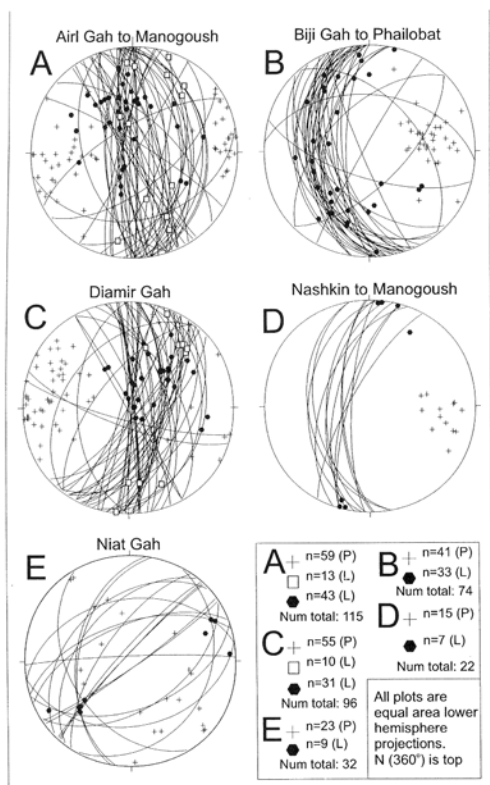 Airl Gah to Manogoush
A
Biji Gah to Phailobat
B
Diamir Gah
C
Nashkin to Manogoush
D
Niat Gah
E
A
n=59 (P)
n=13 (L)
n=43 (L)
Num total: 115
B
n=41 (P)
n=33 (L)
Num total: 74
C
n=55 (P)
n=10 (L)
n=31 (L)
Num total: 96
D
n=15 (P)
n=7 (L)
Num total: 22
E
n=23 (P)
n=9 (L)
Num total: 32
All plots are
equal area lower
hemisphere
projections.
N (360°) is top